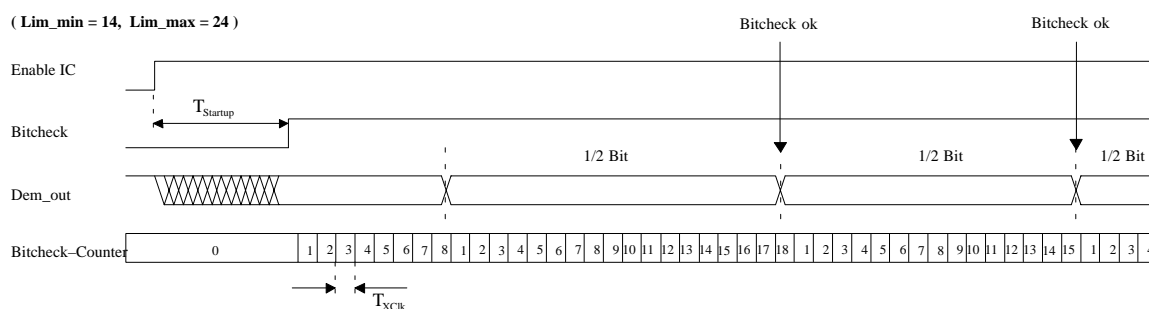 ( Lim_min = 14, Lim_max = 24 )
Bitcheck ok
Bitcheck ok
Enable IC
TStartup
Bitcheck
1/2 Bit
1/2 Bit
1/2 Bit
Dem_out
Bitcheck–Counter 0 1 2 3 4 5 6 7 8 1 2 3 4 5 6 7 8 9 10 11 12 13 14 15 16 17 18 1 2 3 4 5 6 7 8 9 10 11 12 13 14 15 1 2 3 4
TXClk